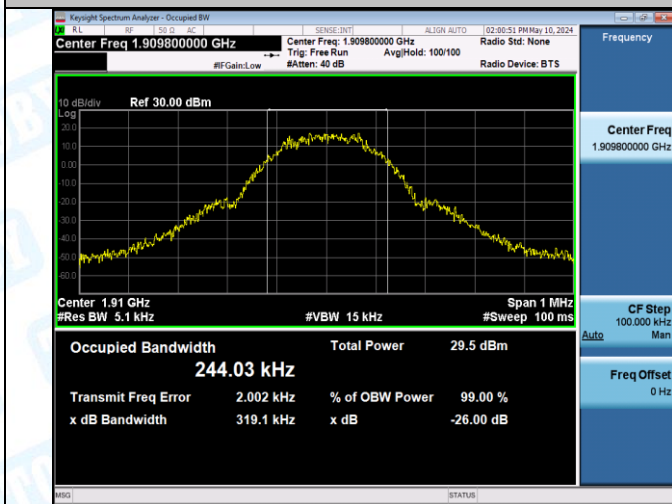 Keysight Spectrum Analyzer - Occupied BW
RL RF 50 Ω AC SENSE:INT ALIGN AUTO 02:00:51 PM May 10, 2024
Center Freq 1.909800000 GHz Center Freq: 1.909800000 GHz Radio Std: None
Trig: Free Run Avg|Hold: 100/100
#IFGain:Low #Atten: 40 dB Radio Device: BTS
Frequency
10 dB/div Ref 30.00 dBm
Log
20.0
10.0
0.00
-10.0
-20.0
-30.0
-40.0
-50.0
-60.0
Center Freq
1.909800000 GHz
Center 1.91 GHz Span 1 MHz
#Res BW 5.1 kHz #VBW 15 kHz #Sweep 100 ms
CF Step
100.000 kHz
Auto Man
Freq Offset
0 Hz
Occupied Bandwidth Total Power 29.5 dBm
244.03 kHz
Transmit Freq Error 2.002 kHz % of OBW Power 99.00 %
x dB Bandwidth 319.1 kHz x dB -26.00 dB
MSG STATUS